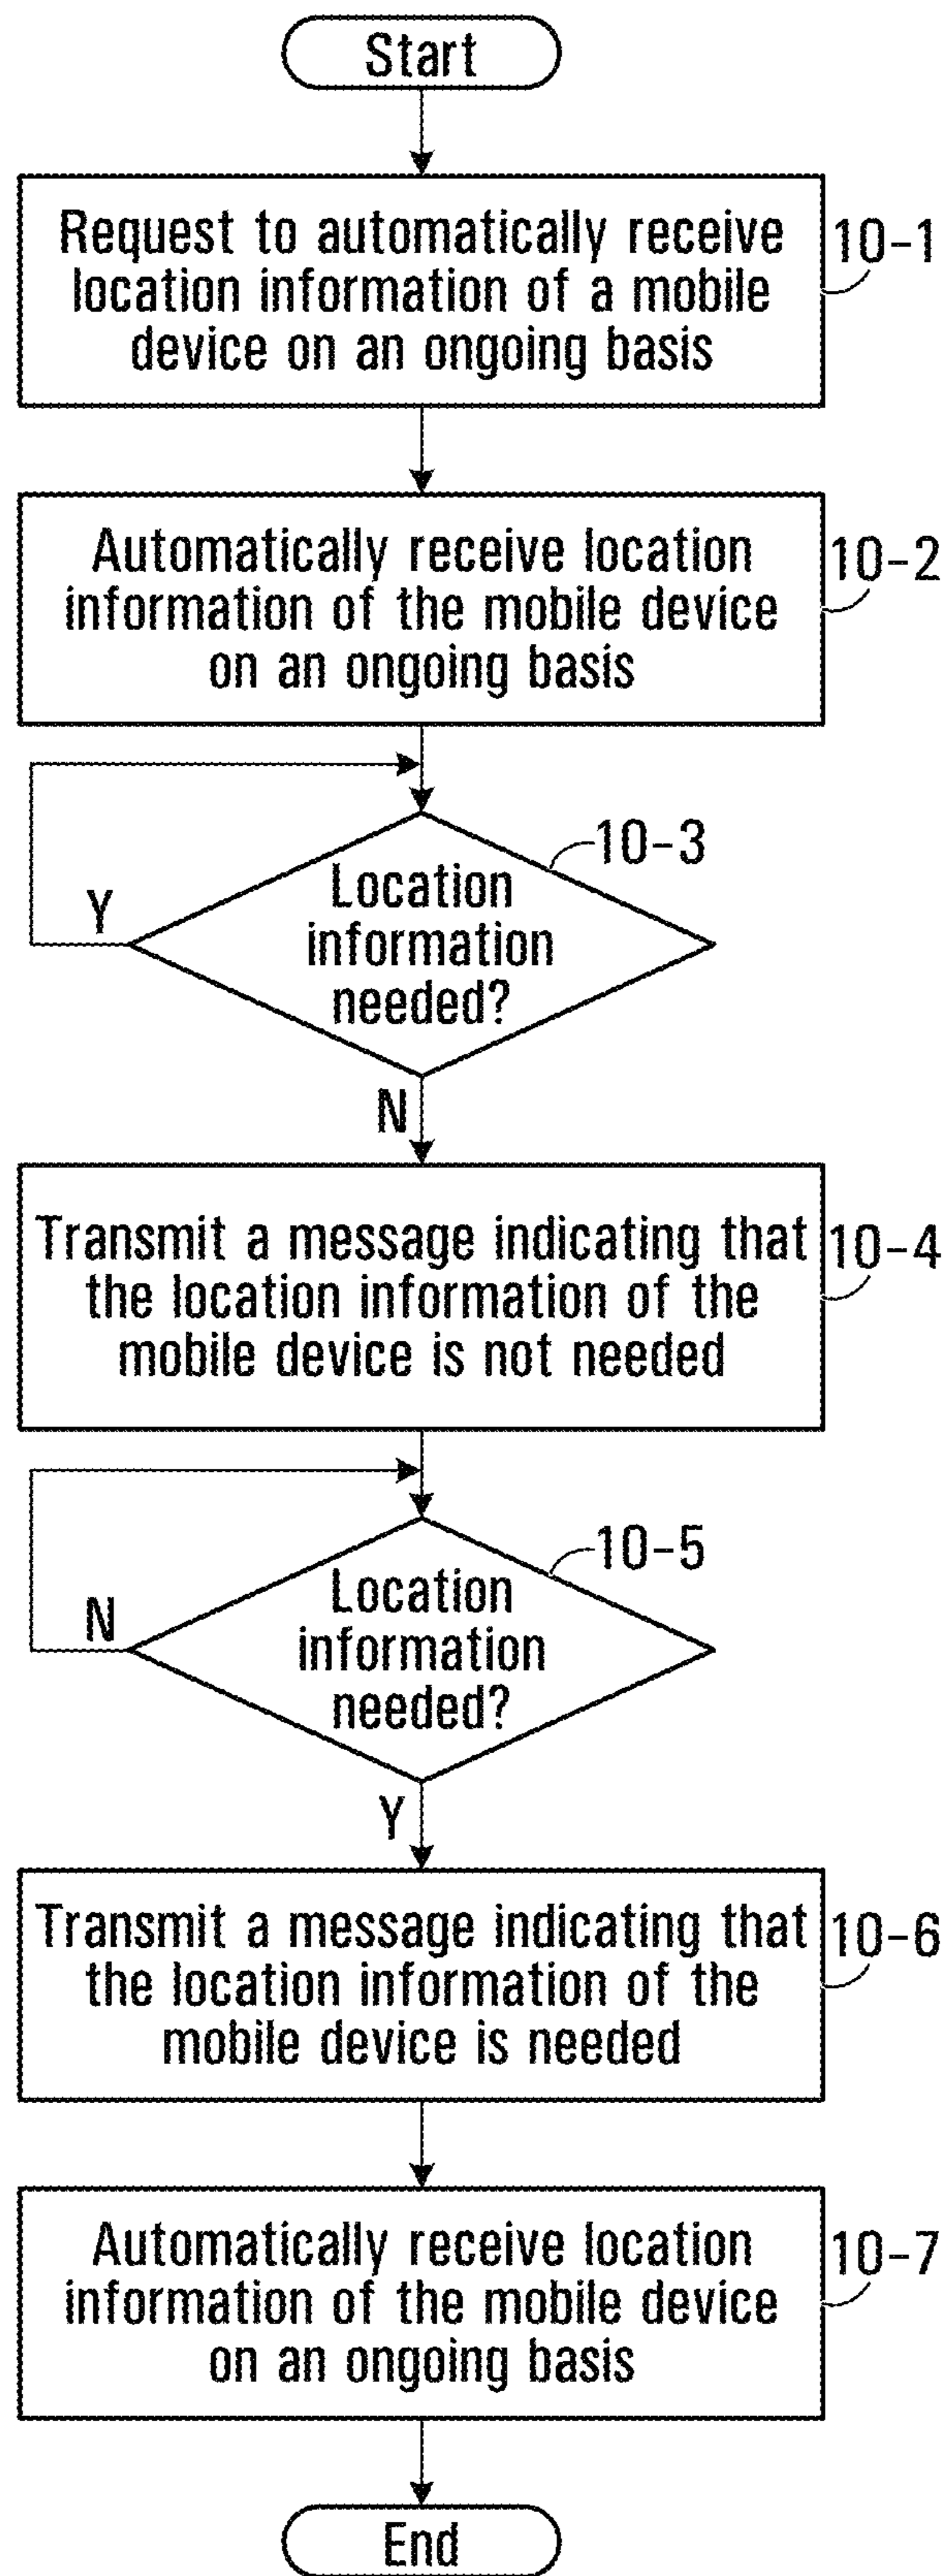 Start
Request to automatically receive
location information of a mobile
device on an ongoing basis
10-1
Automatically receive location
information of the mobile device
on an ongoing basis
10-2
10-3
Location
information
needed?
Y
N
Transmit a message indicating that
the location information of the
mobile device is not needed
10-4
10-5
Location
information
needed?
N
Y
Transmit a message indicating that
the location information of the
mobile device is needed
10-6
Automatically receive location
information of the mobile device
on an ongoing basis
10-7
End